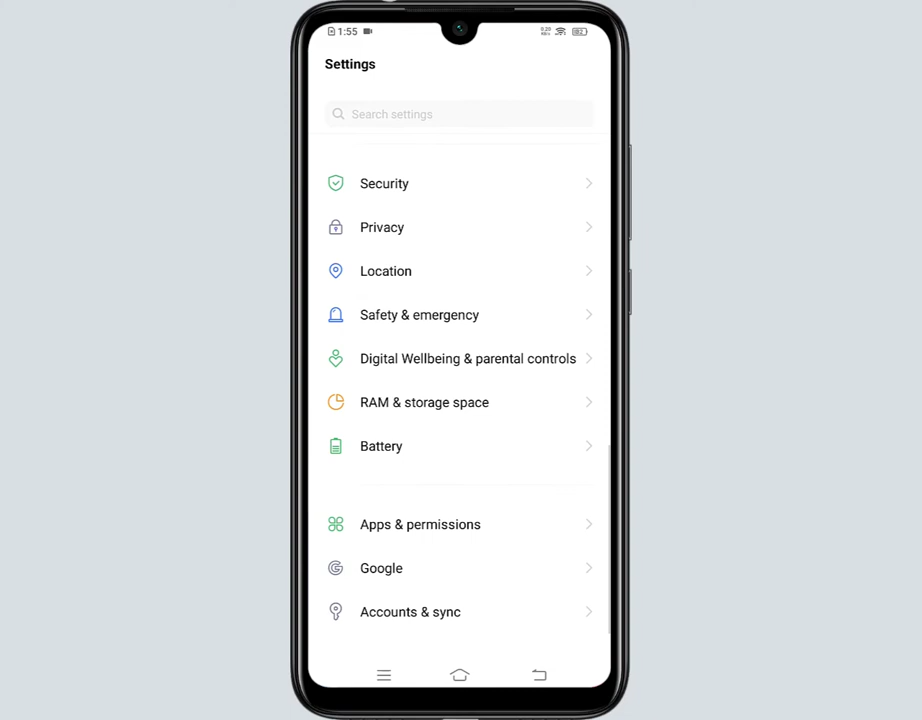 1:55
Settings
Search settings
Security
Privacy
Location
Safety & emergency
Digital Wellbeing & parental controls
RAM & storage space
Battery
Apps & permissions
Google
Accounts & sync